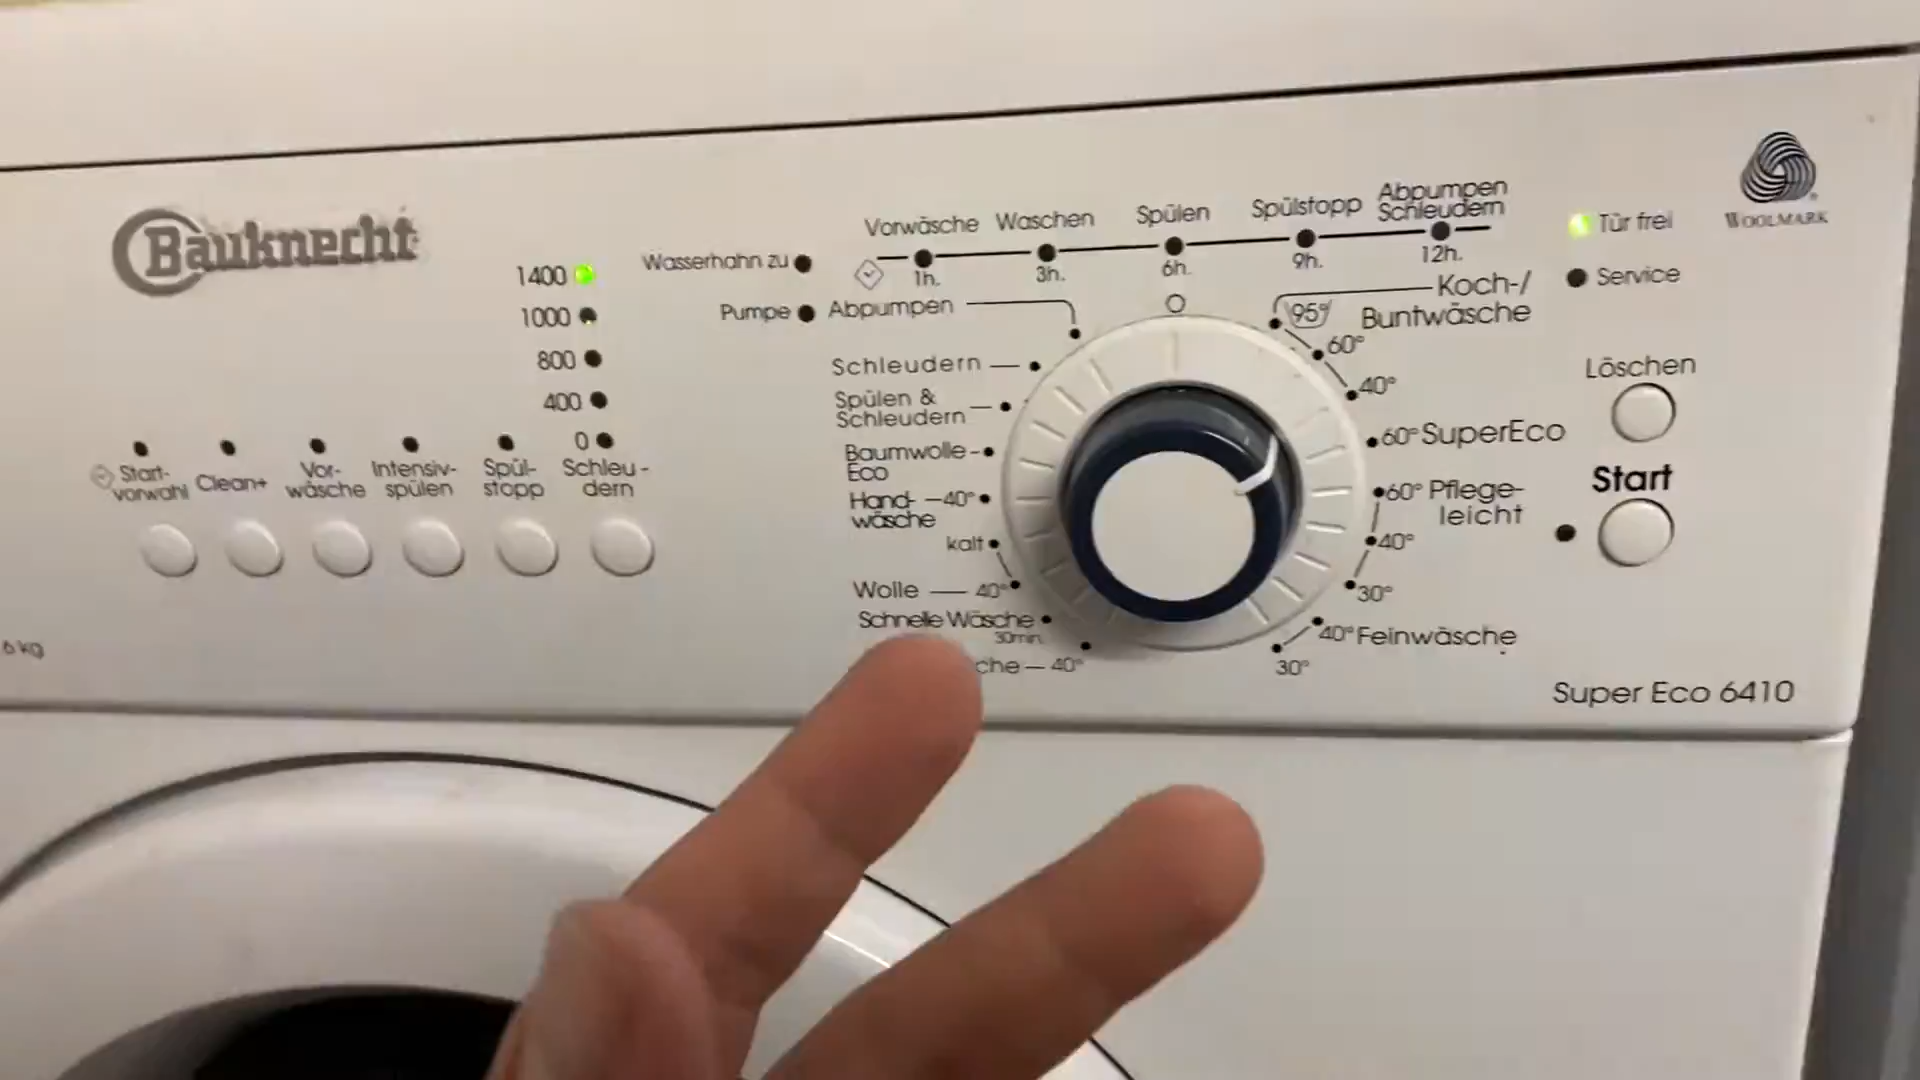 Bauknecht
1400
1000
800
400
0
Start-
vorwahl
Clean+
Vor-
wäsche
Intensiv-
spülen
Spül-
stopp
Schleu-
dern
6 kg
Wasserhahn zu
Pumpe
Vorwäsche
Waschen
Spülen
Spülstopp
Abpumpen
Schleudern
1h.
3h.
6h.
9h.
12h.
Abpumpen
Schleudern
Spülen &
Schleudern
Baumwolle-
Eco
Hand-
wäsche
40°
kalt
Wolle
40°
Schnelle Wäsche
30min.
40°
Koch-/
Buntwäsche
95°
60°
40°
60° SuperEco
60° Pflege-
leicht
40°
30°
40° Feinwäsche
30°
Tür frei
Service
Löschen
Start
WOOLMARK
Super Eco 6410